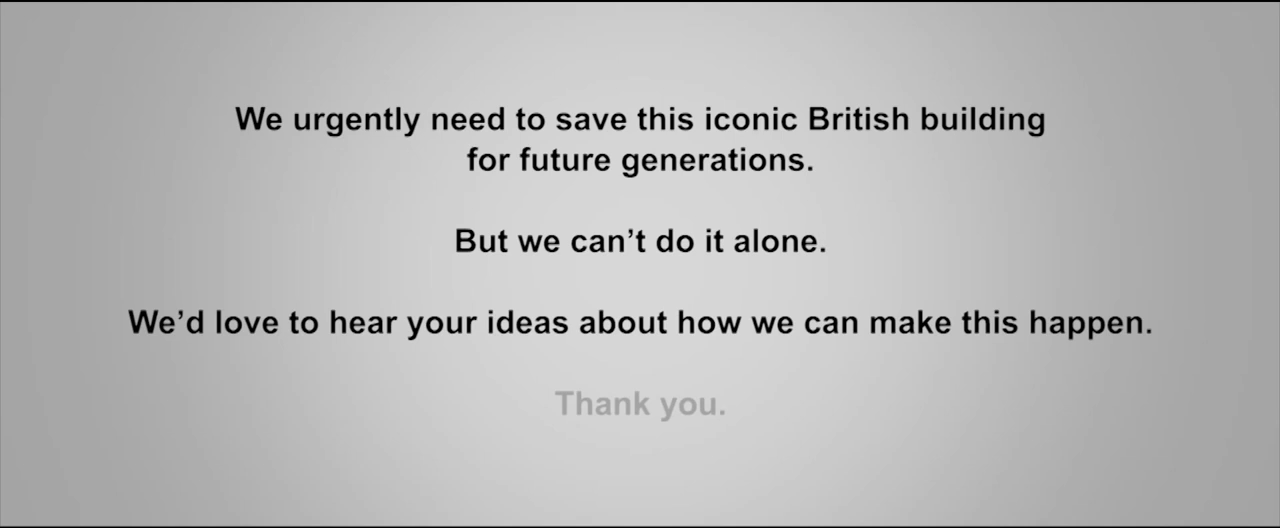 We urgently need to save this iconic British building
for future generations.
But we can’t do it alone.
We’d love to hear your ideas about how we can make this happen.
Thank you.